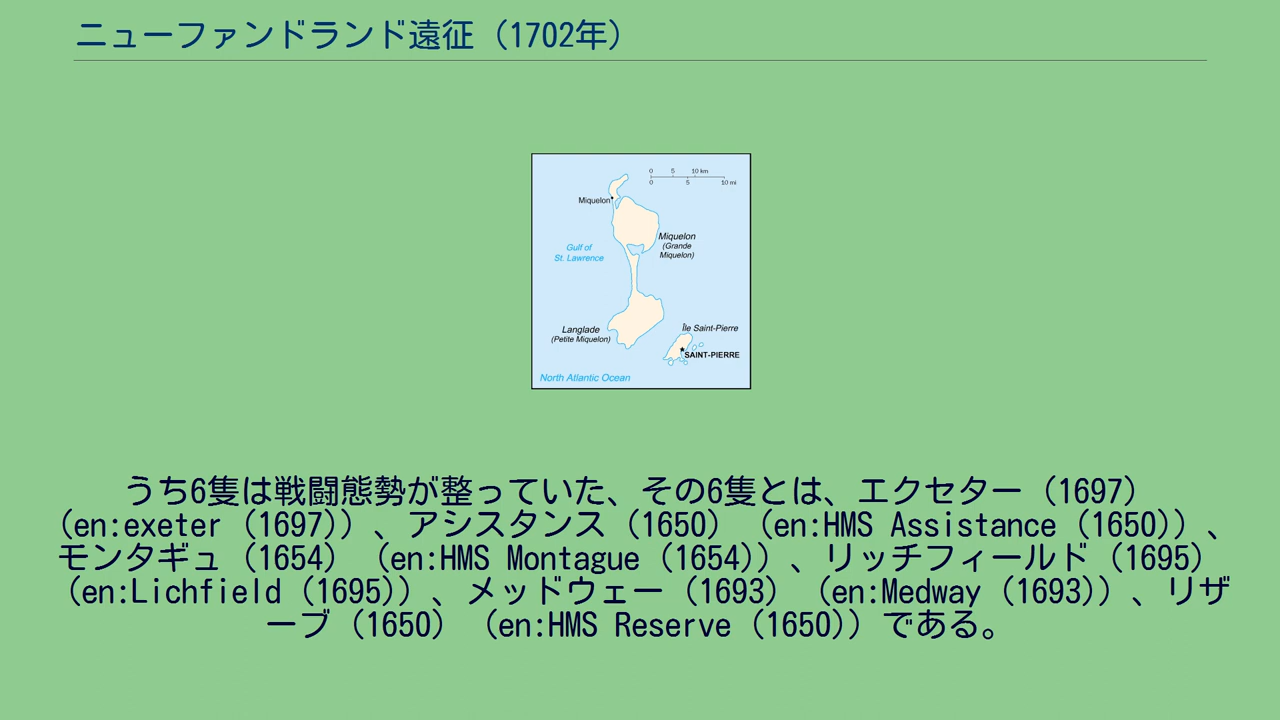 ニューファンドランド遠征（1702年）
0 5 10 km
0 5 10 mi
Miquelon
Miquelon
(Grande
Miquelon)
Gulf of
St. Lawrence
Langlade
(Petite Miquelon)
Île Saint-Pierre
SAINT-PIERRE
North Atlantic Ocean
うち6隻は戦闘態勢が整っていた、その6隻とは、エクセター（1697）
（en:exeter（1697））、アシスタンス（1650）（en:HMS Assistance（1650））、
モンタギュ（1654）（en:HMS Montague（1654））、リッチフィールド（1695）
（en:Lichfield（1695））、メッドウェー（1693）（en:Medway（1693））、リザ
ーブ（1650）（en:HMS Reserve（1650））である。